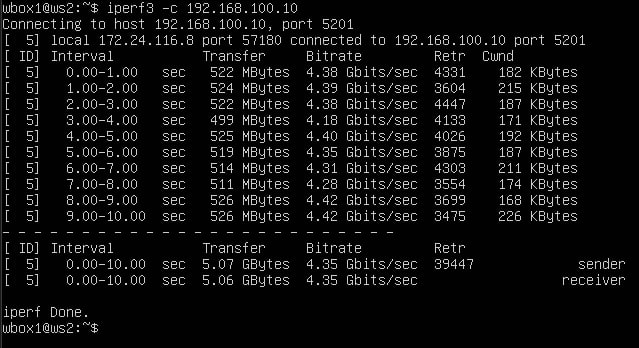 wbox1@ws2:~$ iperf3 -c 192.168.100.10
Connecting to host 192.168.100.10, port 5201
[  5] local 172.24.116.8 port 57180 connected to 192.168.100.10 port 5201
[ ID] Interval           Transfer     Bitrate         Retr  Cwnd
[  5]   0.00-1.00   sec   522 MBytes  4.38 Gbits/sec  4331    182 KBytes
[  5]   1.00-2.00   sec   524 MBytes  4.39 Gbits/sec  3604    215 KBytes
[  5]   2.00-3.00   sec   522 MBytes  4.38 Gbits/sec  4447    187 KBytes
[  5]   3.00-4.00   sec   499 MBytes  4.18 Gbits/sec  4133    171 KBytes
[  5]   4.00-5.00   sec   525 MBytes  4.40 Gbits/sec  4026    192 KBytes
[  5]   5.00-6.00   sec   519 MBytes  4.35 Gbits/sec  3875    187 KBytes
[  5]   6.00-7.00   sec   514 MBytes  4.31 Gbits/sec  4303    211 KBytes
[  5]   7.00-8.00   sec   511 MBytes  4.28 Gbits/sec  3554    174 KBytes
[  5]   8.00-9.00   sec   526 MBytes  4.42 Gbits/sec  3699    168 KBytes
[  5]   9.00-10.00  sec   526 MBytes  4.42 Gbits/sec  3475    226 KBytes
- - - - - - - - - - - - - - - - - - - - - - - - -
[ ID] Interval           Transfer     Bitrate         Retr
[  5]   0.00-10.00  sec  5.07 GBytes  4.35 Gbits/sec  39447             sender
[  5]   0.00-10.00  sec  5.06 GBytes  4.35 Gbits/sec                  receiver
iperf Done.
wbox1@ws2:~$